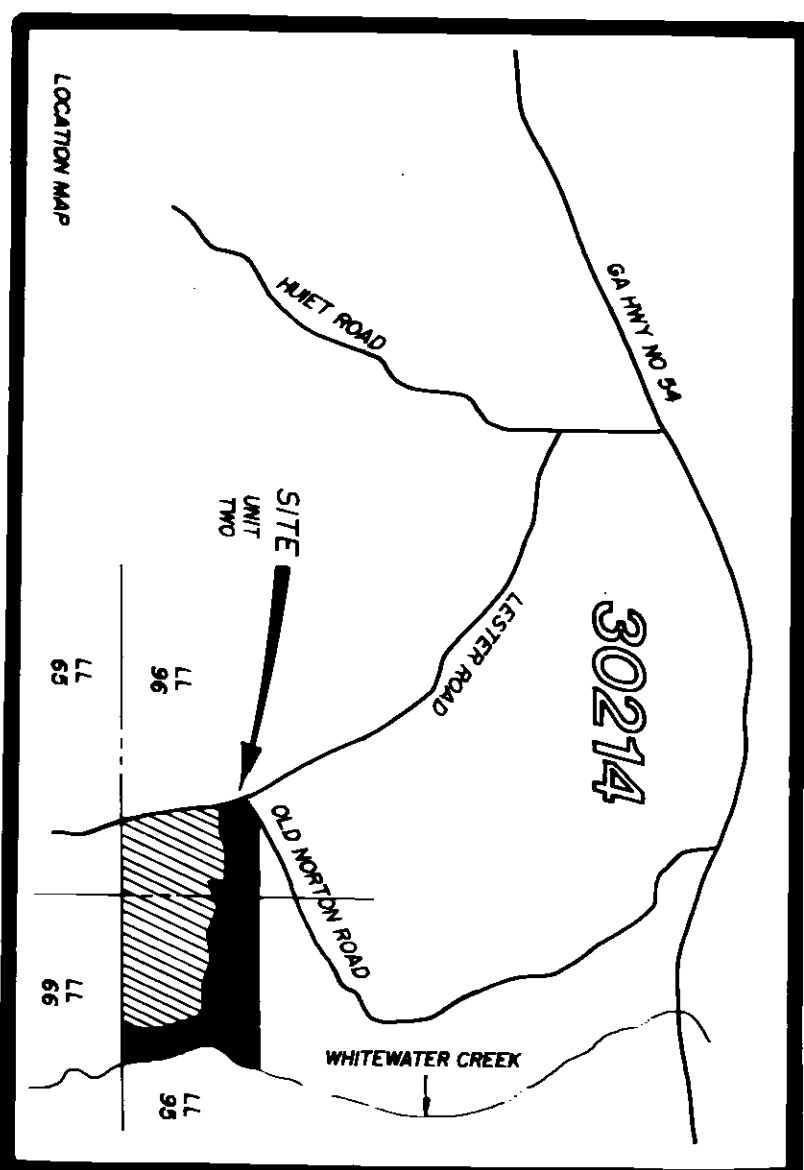 LOCATION MAP
GA HWY NO 54
HUIET ROAD
LESTER ROAD
30214
SITE
UNIT
TWO
OLD NORTON ROAD
WHITEWATER CREEK
LL
96
LL
65
LL
66
LL
95